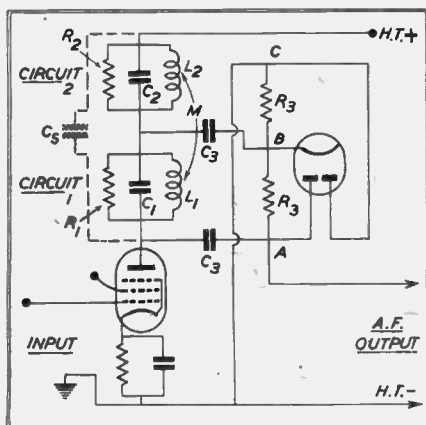 R2
H.T.+
C
CIRCUIT 2
C2
L2
R3
CS
M
C3
B
CIRCUIT 1
C1
L1
R3
R1
C3
A
INPUT
A.F. OUTPUT
H.T.-